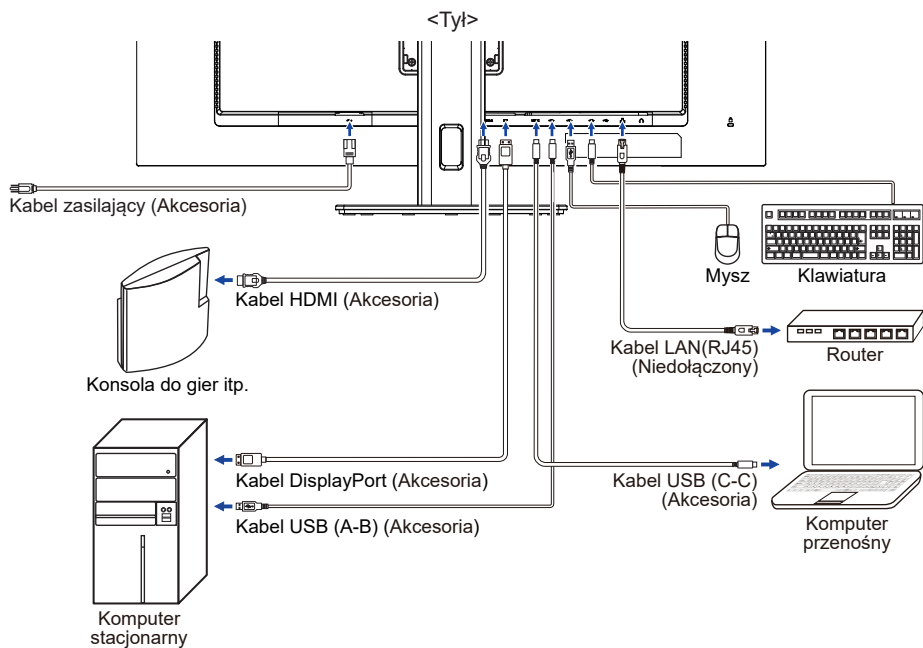 <Tył>
Kabel zasilający (Akcesoria)
Mysz
Klawiatura
Kabel HDMI (Akcesoria)
Konsola do gier itp.
Kabel LAN(RJ45)
(Niedołączony)
Router
Kabel DisplayPort (Akcesoria)
Kabel USB (C-C)
(Akcesoria)
Kabel USB (A-B) (Akcesoria)
Komputer
przenośny
Komputer
stacjonarny